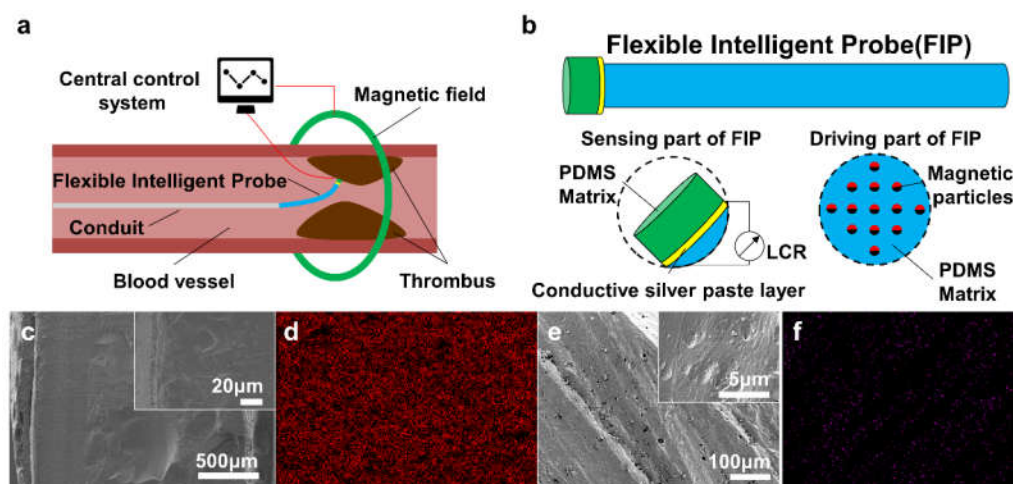 a
Central control
system
Magnetic field
Flexible Intelligent Probe
Conduit
Blood vessel
Thrombus
b
Flexible Intelligent Probe(FIP)
Sensing part of FIP
PDMS
Matrix
LCR
Conductive silver paste layer
Driving part of FIP
Magnetic
particles
PDMS
Matrix
c
20μm
500μm
d
e
5μm
100μm
f